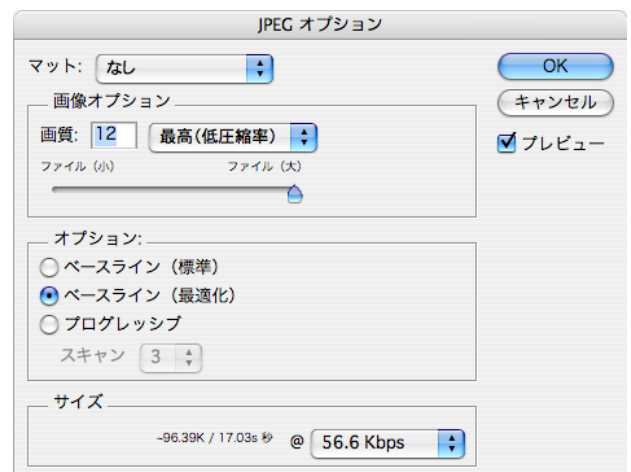 JPEG オプション
マット: なし
OK
画像オプション
キャンセル
画質: 12 最高(低圧縮率)
プレビュー
ファイル (小) ファイル (大)
オプション:
ベースライン (標準)
ベースライン (最適化)
プログレッシブ
スキャン 3
サイズ
~96.39K / 17.03s 秒 @ 56.6 Kbps